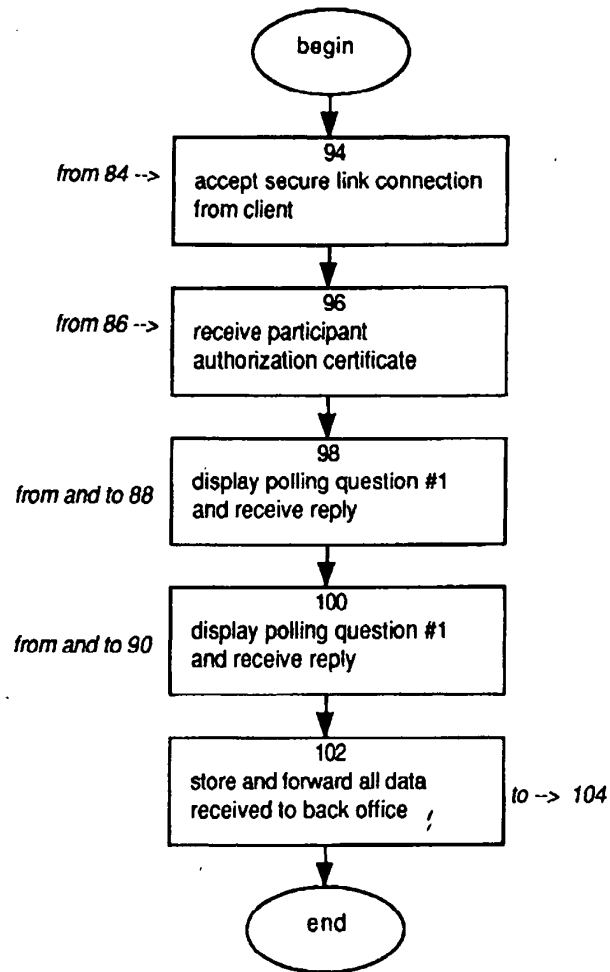 begin
94
from 84 -->
accept secure link connection
from client
96
from 86 -->
receive participant
authorization certificate
98
display polling question #1
from and to 88
and receive reply
100
display polling question #1
from and to 90
and receive reply
102
store and forward all data
to --> 104
received to back office
end